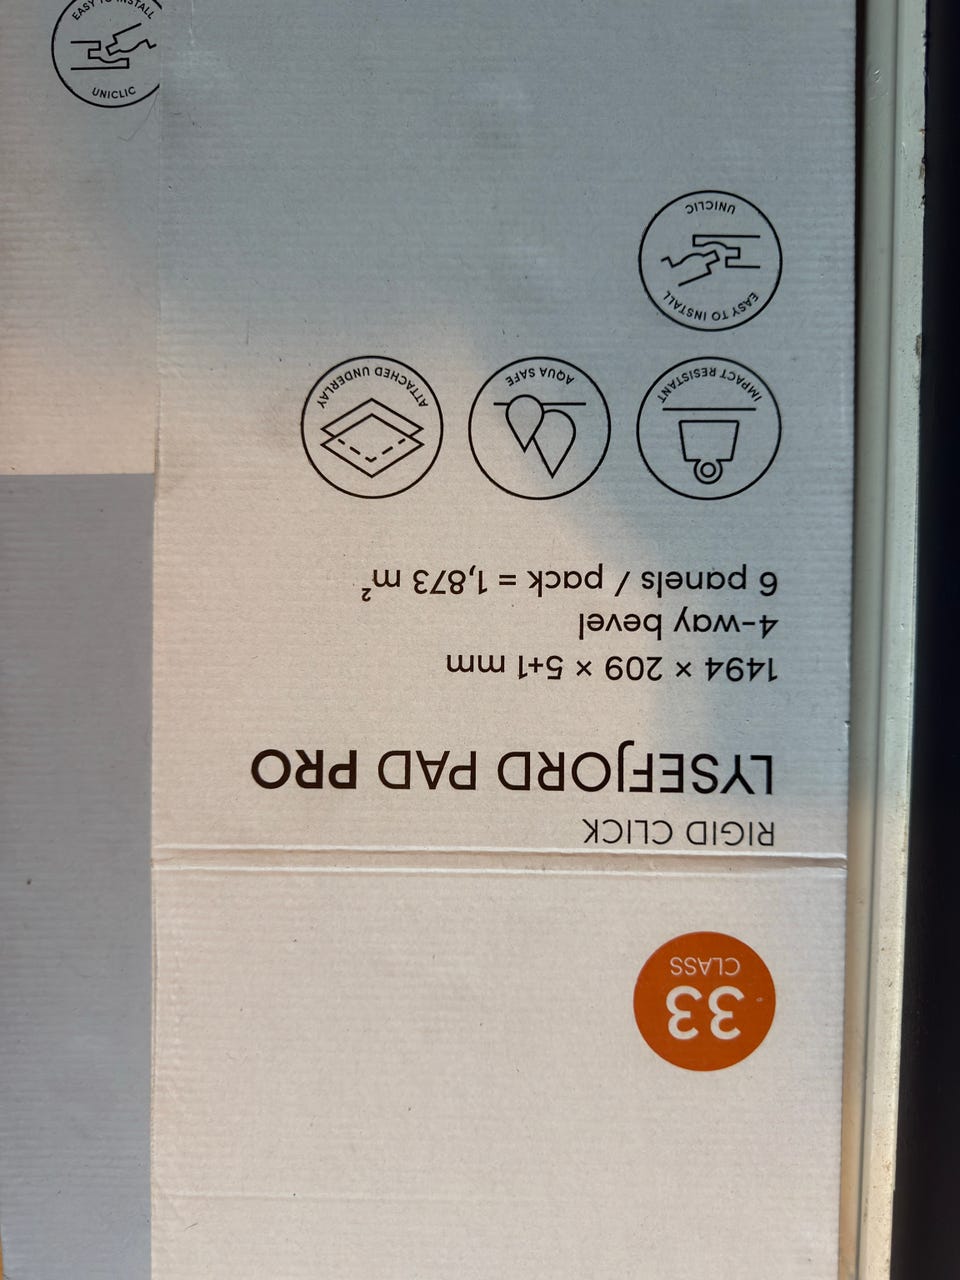 CLASS
33
RIGID CLICK
LYSEFJORD PAD PRO
1494 × 209 × 5+1 mm
4-way bevel
6 panels / pack = 1,873 m²
IMPACT RESISTANT
AQUA SAFE
ATTACHED UNDERLAY
EASY TO INSTALL
UNICLIC
EASY TO INSTALL
UNICLIC